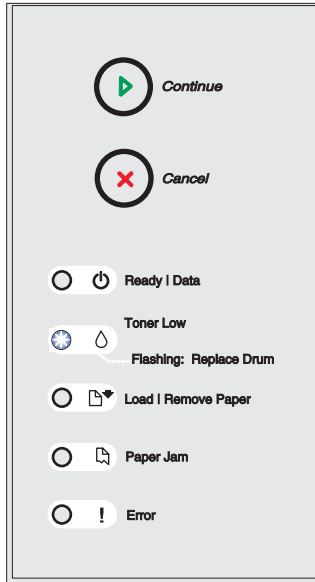 Continue
Cancel
Ready | Data
Toner Low
Flashing: Replace Drum
Load | Remove Paper
Paper Jam
! Error